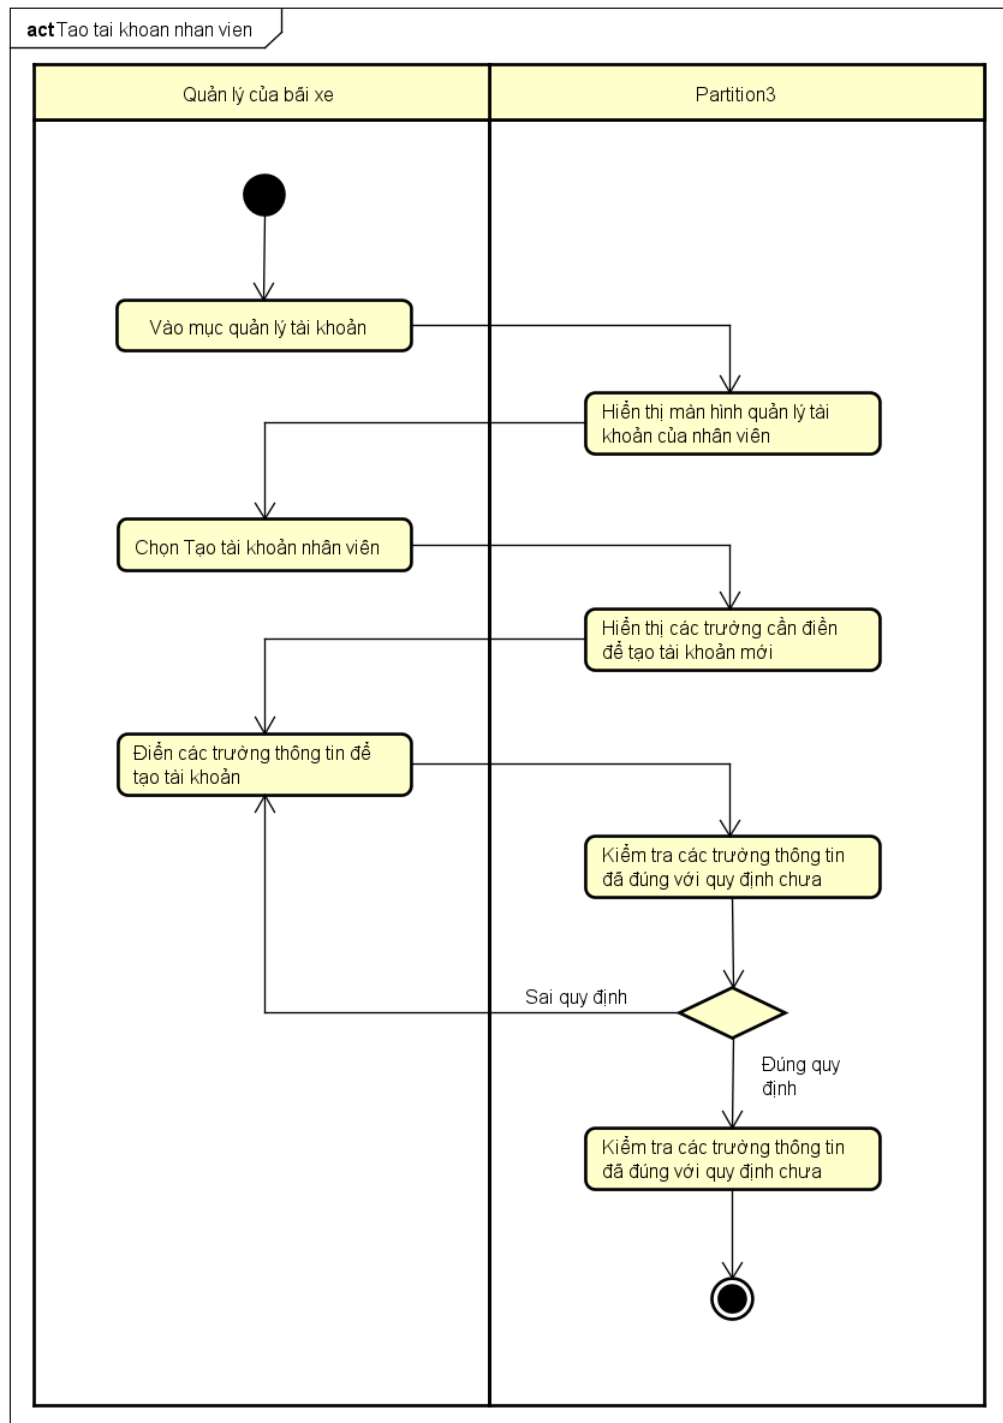 act Tao tai khoan nhan vien
Quản lý của bãi xe
Partition3
Vào mục quản lý tài khoản
Hiển thị màn hình quản lý tài
khoản của nhân viên
Chọn Tạo tài khoản nhân viên
Hiển thị các trường cần điền
để tạo tài khoản mới
Điển các trường thông tin để
tạo tài khoản
Kiểm tra các trường thông tin
đã đúng với quy định chưa
Sai quy định
Đúng quy
định
Kiểm tra các trường thông tin
đã đúng với quy định chưa